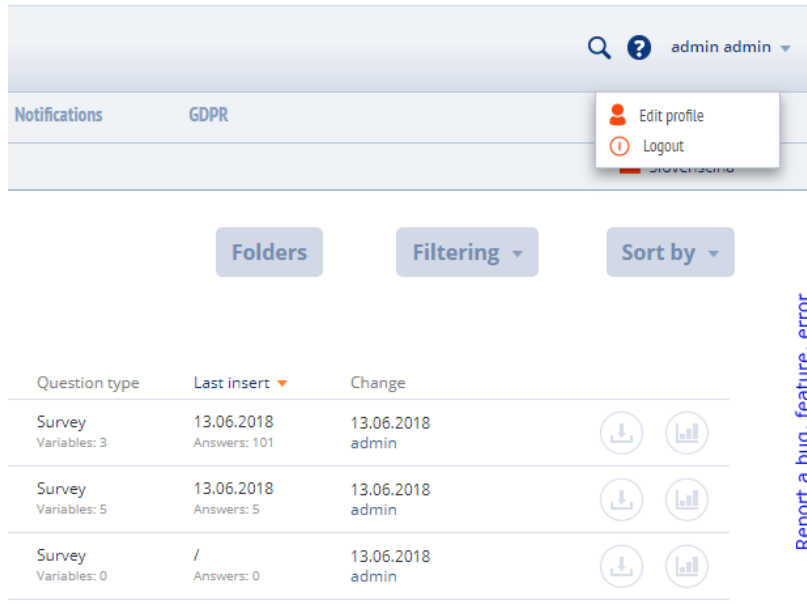 admin admin
Notifications GDPR
Edit profile
Logout
Slovenščina
Folders Filtering Sort by
Question type Last insert Change
Survey 13.06.2018 13.06.2018
Variables: 3 Answers: 101 admin
Survey 13.06.2018 13.06.2018
Variables: 5 Answers: 5 admin
Survey / 13.06.2018
Variables: 0 Answers: 0 admin
Report a bug, feature, error